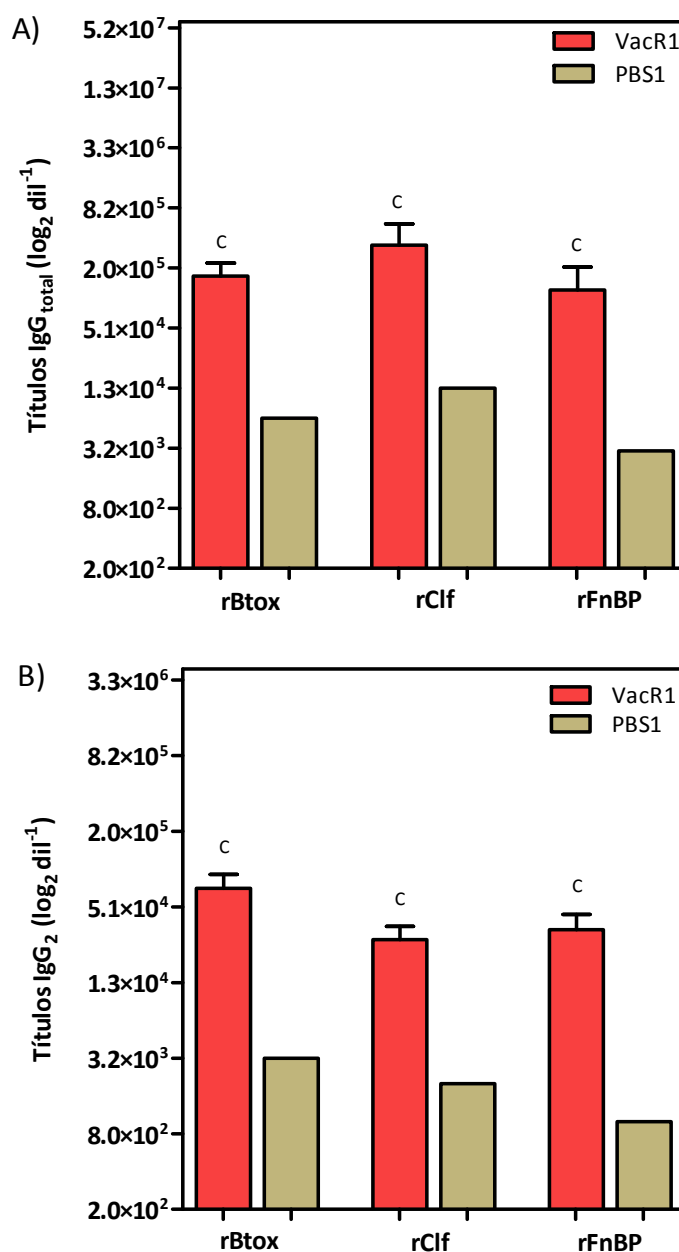 A)
Títulos IgG_total (log₂ dil⁻¹)
5.2×10⁷
1.3×10⁷
3.3×10⁶
8.2×10⁵
2.0×10⁵
5.1×10⁴
1.3×10⁴
3.2×10³
8.0×10²
2.0×10²
VacR1
PBS1
C
C
C
rBtox rClf rFnBP
B)
Títulos IgG₂ (log₂ dil⁻¹)
3.3×10⁶
8.2×10⁵
2.0×10⁵
5.1×10⁴
1.3×10⁴
3.2×10³
8.0×10²
2.0×10²
VacR1
PBS1
C
C
C
rBtox rClf rFnBP